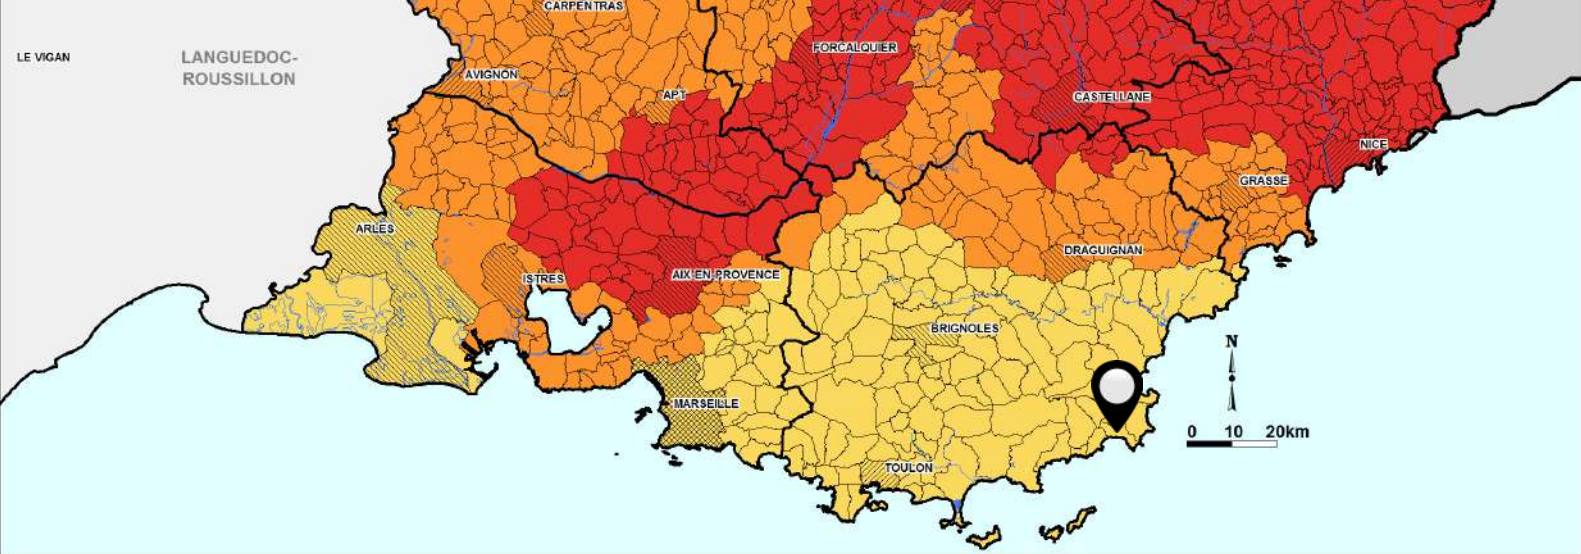 CARPENTRAS
FORCALQUIER
LE VIGAN
LANGUEDOC-
ROUSSILLON
AVIGNON
APT
CASTELLANE
NICE
GRASSE
ARLES
DRAGUIGNAN
ISTRES
AIX-EN-PROVENCE
BRIGNOLES
N
MARSEILLE
0 10 20km
TOULON